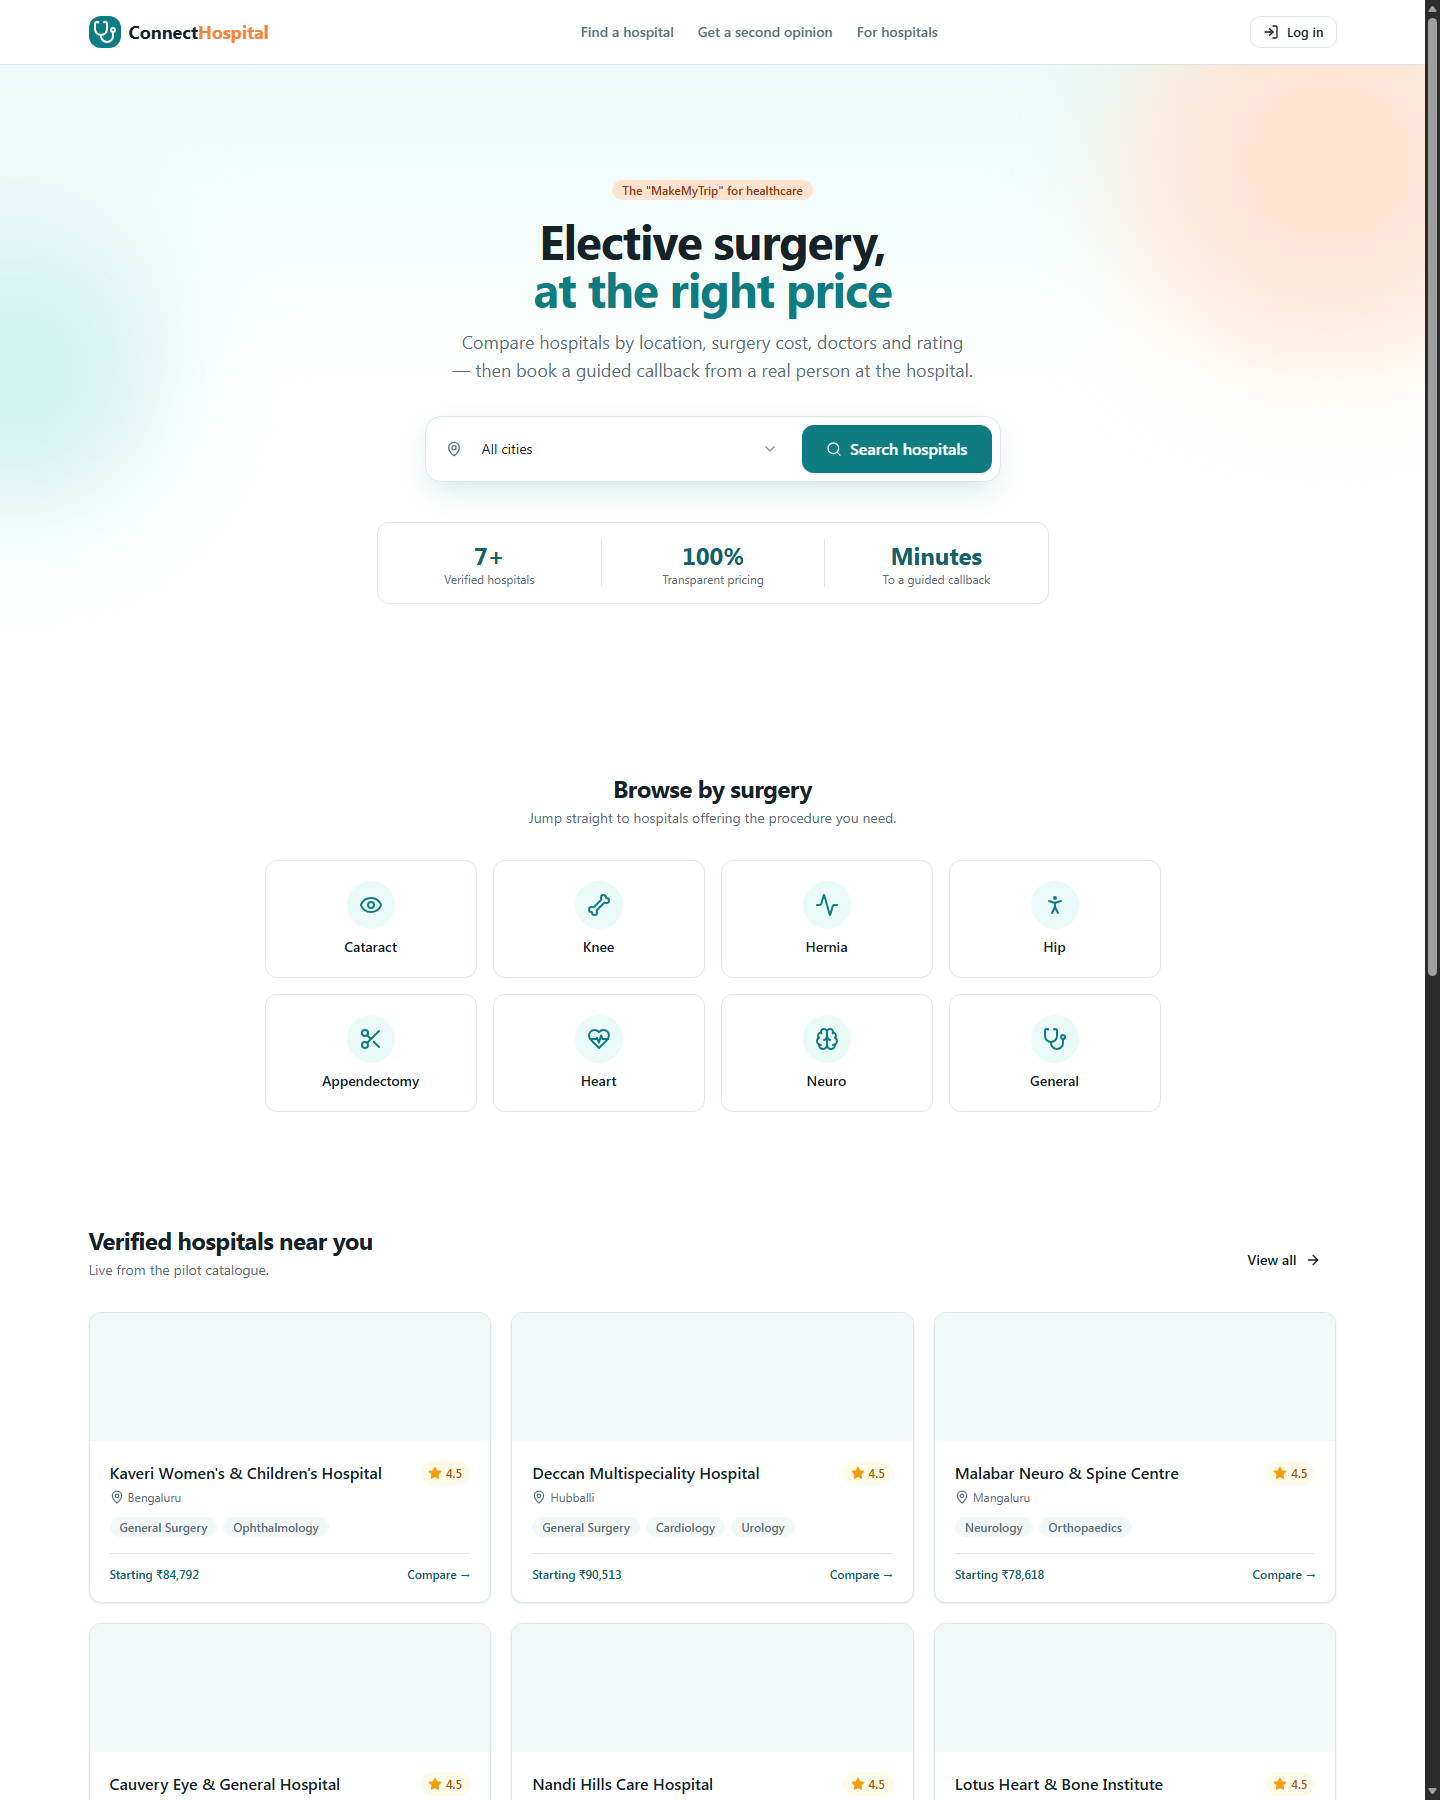 ConnectHospital
Find a hospital
Get a second opinion
For hospitals
Log in
The "MakeMyTrip" for healthcare
Elective surgery,
at the right price
Compare hospitals by location, surgery cost, doctors and rating
— then book a guided callback from a real person at the hospital.
All cities
Search hospitals
7+
Verified hospitals
100%
Transparent pricing
Minutes
To a guided callback
Browse by surgery
Jump straight to hospitals offering the procedure you need.
Cataract
Knee
Hernia
Hip
Appendectomy
Heart
Neuro
General
Verified hospitals near you
Live from the pilot catalogue.
View all →
Kaveri Women's & Children's Hospital
4.5
Bengaluru
General Surgery
Ophthalmology
Starting ₹84,792
Compare →
Deccan Multispeciality Hospital
4.5
Hubballi
General Surgery
Cardiology
Urology
Starting ₹90,513
Compare →
Malabar Neuro & Spine Centre
4.5
Mangaluru
Neurology
Orthopaedics
Starting ₹78,618
Compare →
Cauvery Eye & General Hospital
4.5
Nandi Hills Care Hospital
4.5
Lotus Heart & Bone Institute
4.5